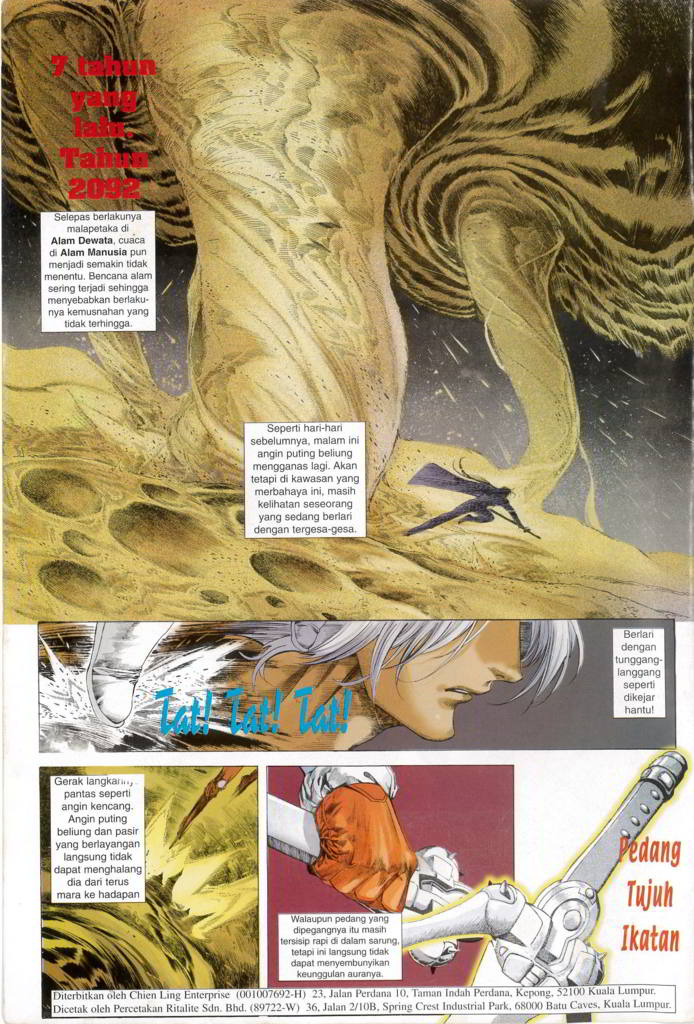 7 tahun
yang
lain.
Tahun
2092
Selepas berlakunya
malapetaka di
Alam Dewata, cuaca
di Alam Manusia pun
menjadi semakin tidak
menentu. Bencana alam
sering terjadi sehingga
menyebabkan berlaku-
nya kemusnahan yang
tidak terhingga.
Seperti hari-hari
sebelumnya, malam ini
angin puting beliung
mengganas lagi. Akan
tetapi di kawasan yang
merbahaya ini, masih
kelihatan seseorang
yang sedang berlari
dengan tergesa-gesa.
Berlari
dengan
tunggang-
langgang
seperti
dikejar
hantu!
Tat! Tat! Tat!
Gerak langkahnya
pantas seperti
angin kencang.
Angin puting
beliung dan pasir
yang berlayangan
langsung tidak
dapat menghalang
dia dari terus
mara ke hadapan
Walaupun pedang yang
dipegangnya itu masih
tersisip rapi di dalam sarung,
tetapi ini langsung tidak
dapat menyembunyikan
keunggulan auranya.
Pedang
Tujuh
Ikatan
Diterbitkan oleh Chien Ling Enterprise (001007692-H) 23, Jalan Perdana 10, Taman Indah Perdana, Kepong, 52100 Kuala Lumpur.
Dicetak oleh Percetakan Ritalite Sdn. Bhd. (89722-W) 36, Jalan 2/10B, Spring Crest Industrial Park, 68000 Batu Caves, Kuala Lumpur.